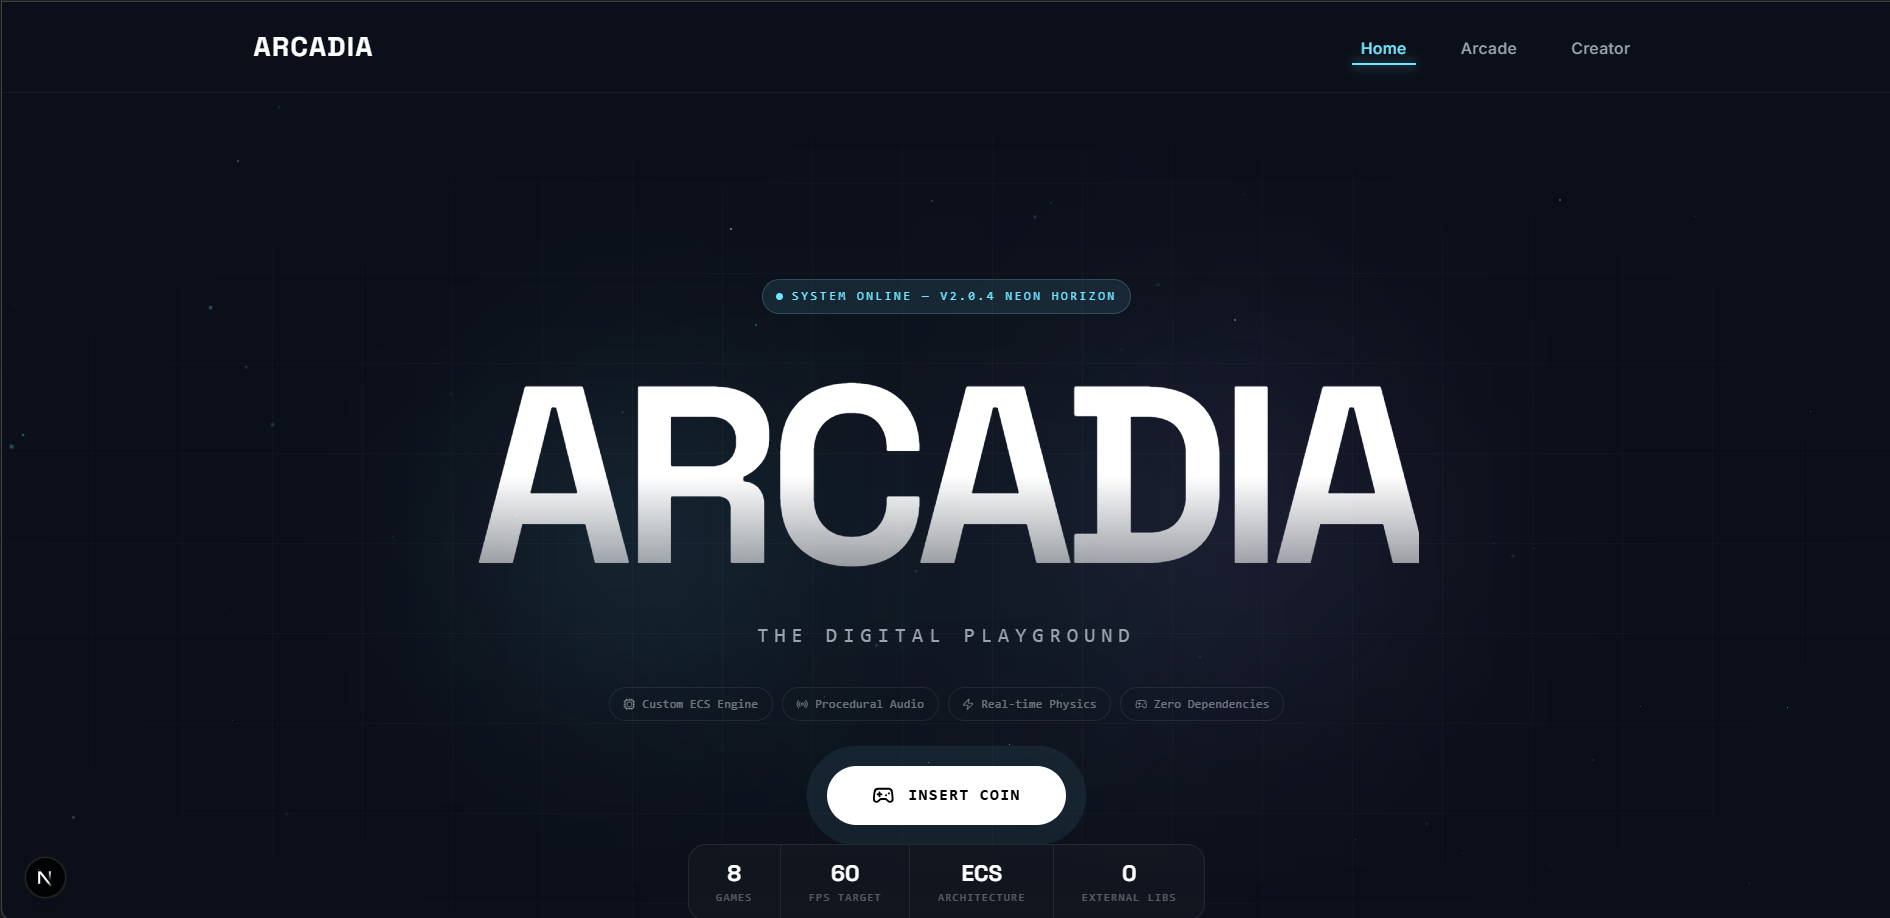 ARCADIA
Home Arcade Creator
SYSTEM ONLINE — V2.0.4 NEON HORIZON
ARCADIA
THE DIGITAL PLAYGROUND
Custom ECS Engine Procedural Audio Real-time Physics Zero Dependencies
INSERT COIN
8 60 ECS 0
GAMES FPS TARGET ARCHITECTURE EXTERNAL LIBS
N